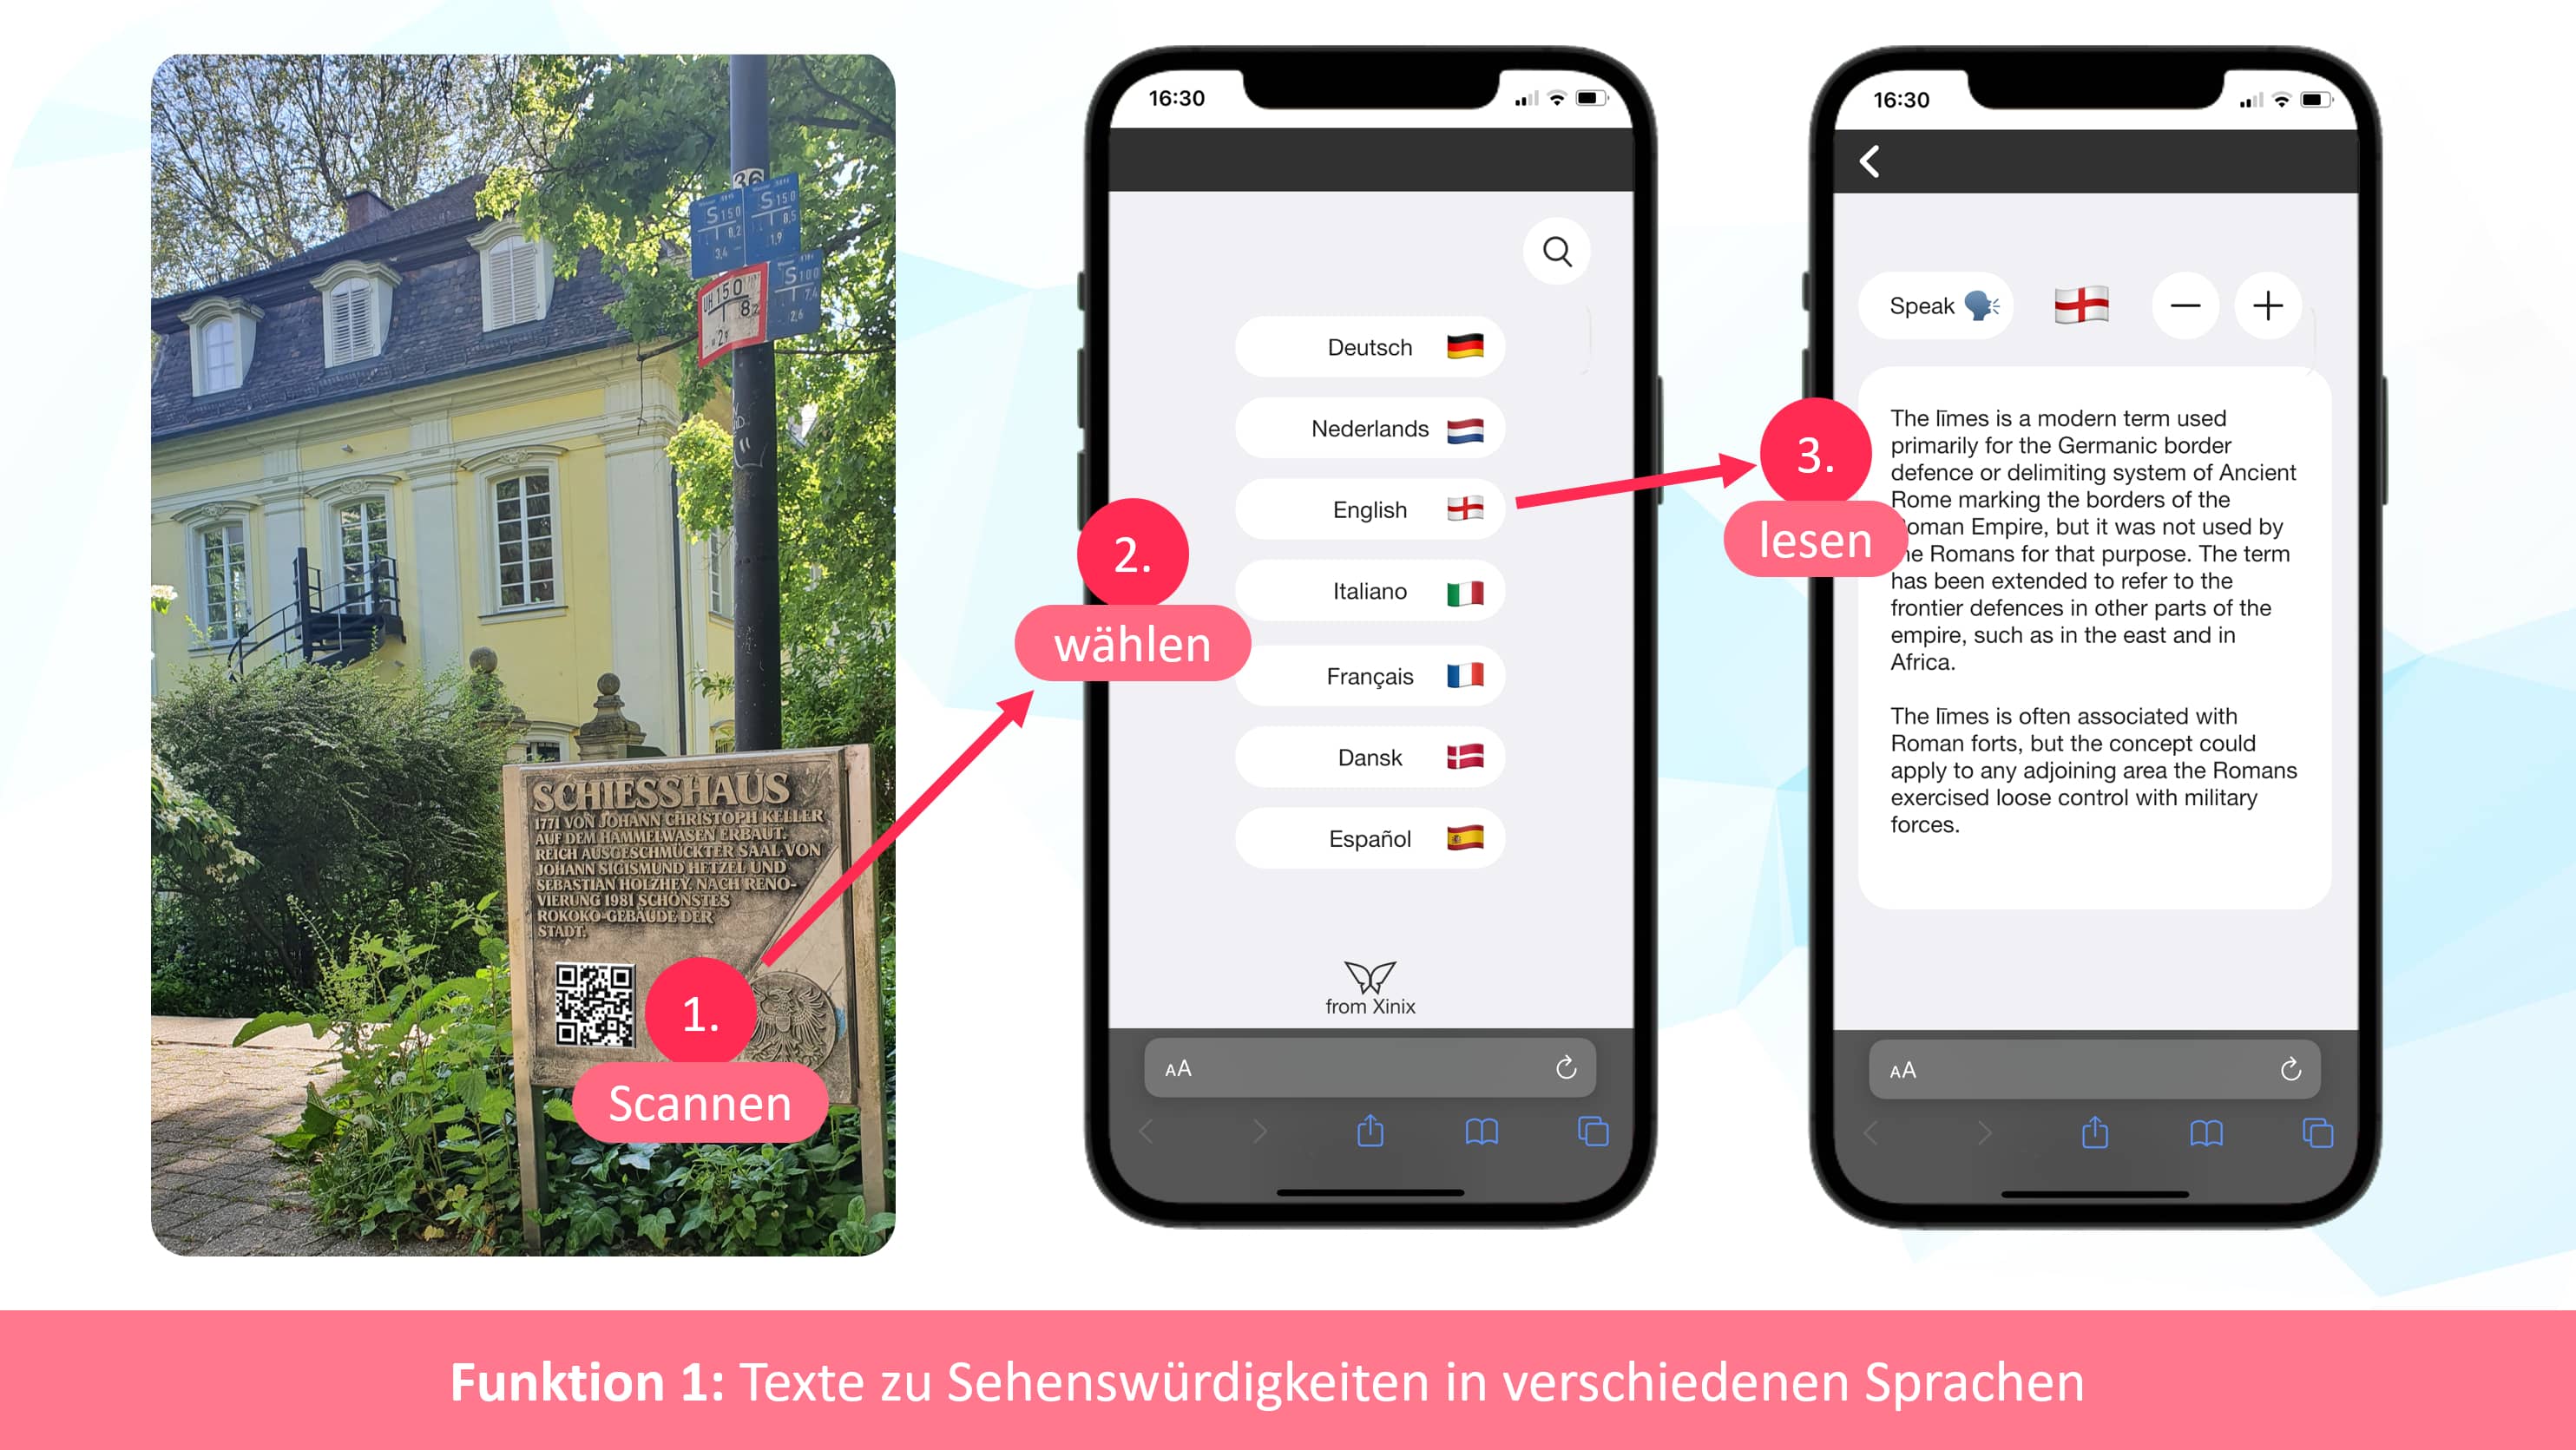 36
S 150
8,2
3,4
S 150
8,5
1,9
S 100
7,4
2,6
UH 150
SCHIESSHAUS
1771 VON JOHANN CHRISTOPH KELLER
AUF DEM HAMMELWASEN ERBAUT.
REICH AUSGESCHMÜCKTER SAAL VON
JOHANN SIGISMUND HETZEL UND
SEBASTIAN HOLZHEY. NACH RENO-
VIERUNG 1981 SCHÖNSTES
ROKOKO-GEBÄUDE DER
STADT.
1.
Scannen
16:30
Deutsch
Nederlands
English
Italiano
Français
Dansk
Español
from Xinix
AA
2.
wählen
16:30
Speak
The līmes is a modern term used
primarily for the Germanic border
defence or delimiting system of Ancient
Rome marking the borders of the
oman Empire, but it was not used by
he Romans for that purpose. The term
has been extended to refer to the
frontier defences in other parts of the
empire, such as in the east and in
Africa.
The līmes is often associated with
Roman forts, but the concept could
apply to any adjoining area the Romans
exercised loose control with military
forces.
AA
3.
lesen
Funktion 1: Texte zu Sehenswürdigkeiten in verschiedenen Sprachen